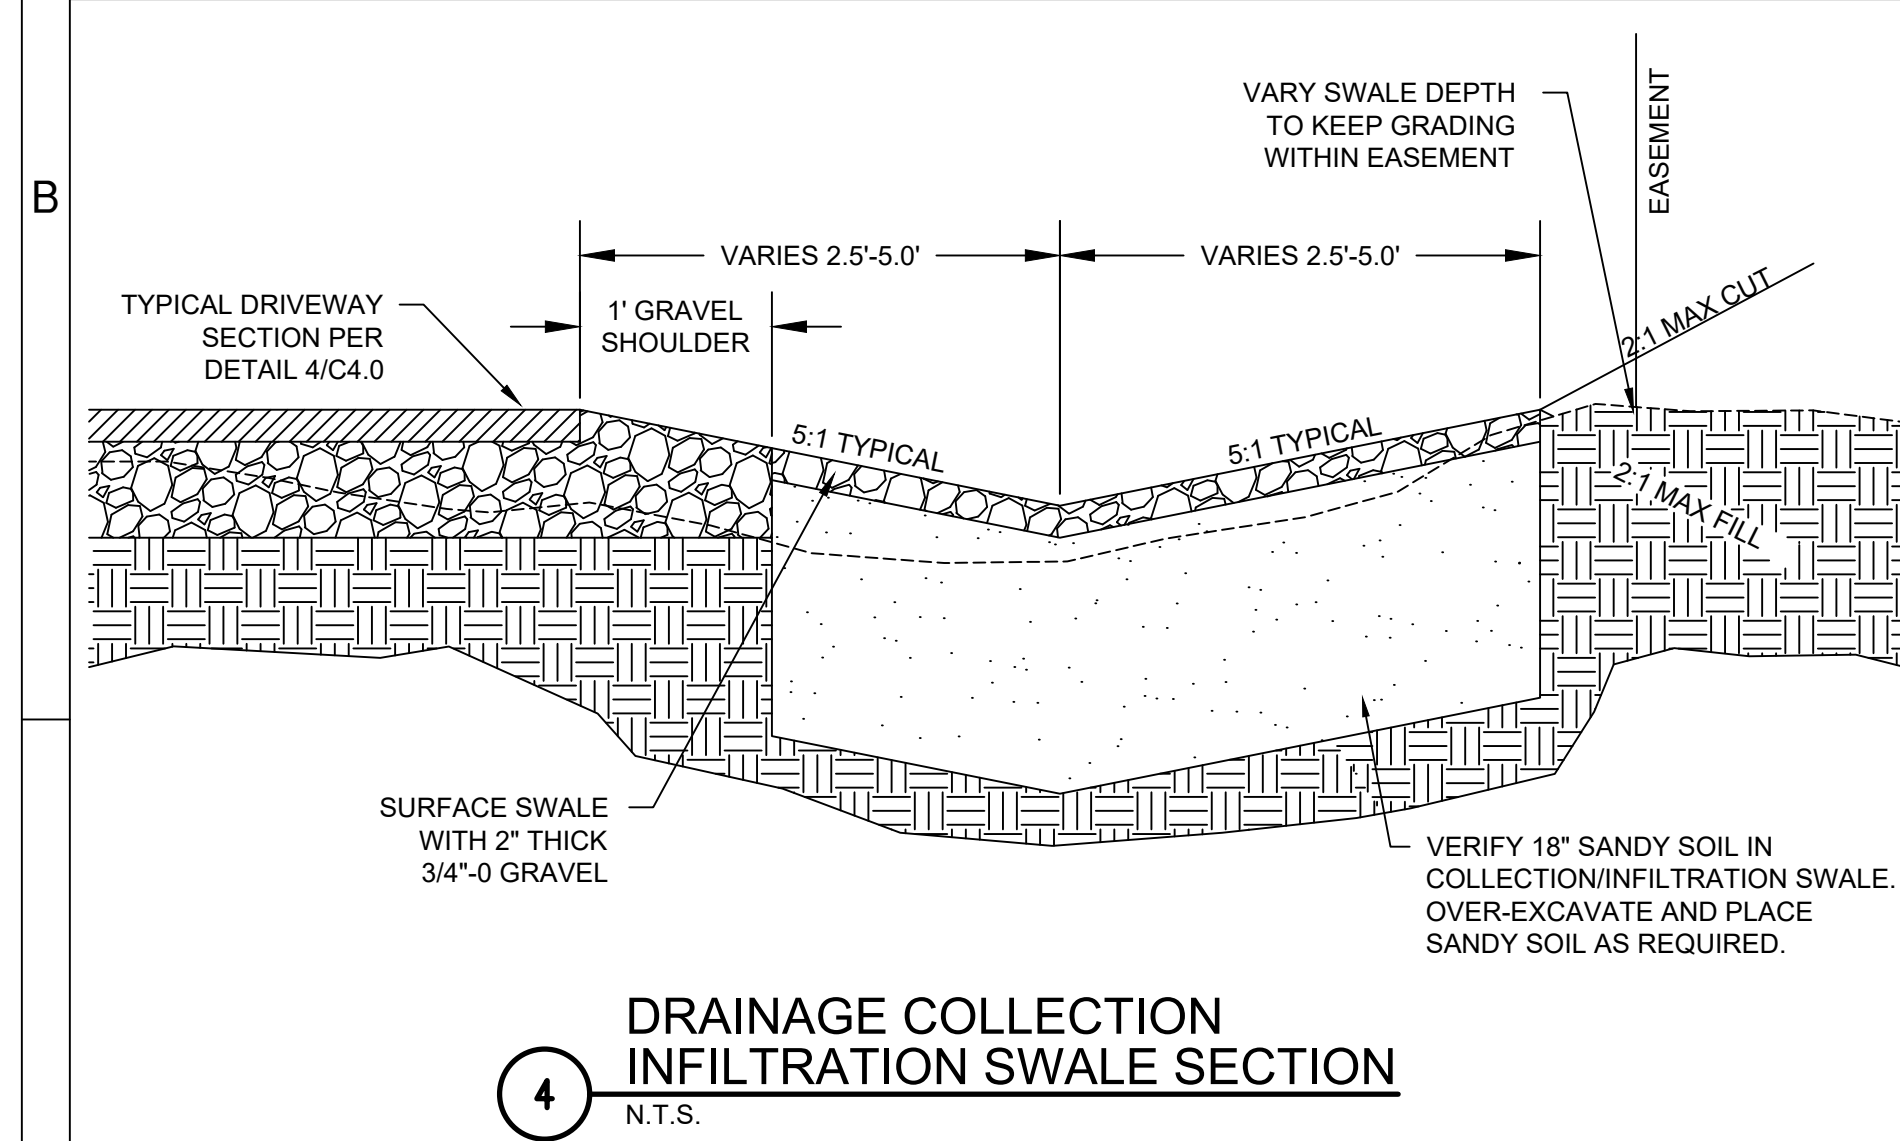 B
VARY SWALE DEPTH
TO KEEP GRADING
WITHIN EASEMENT
EASEMENT
VARIES 2.5'-5.0'
VARIES 2.5'-5.0'
TYPICAL DRIVEWAY
SECTION PER
DETAIL 4/C4.0
1' GRAVEL
SHOULDER
2:1 MAX CUT
5:1 TYPICAL
5:1 TYPICAL
2:1 MAX FILL
SURFACE SWALE
WITH 2" THICK
3/4"-0 GRAVEL
VERIFY 18" SANDY SOIL IN
COLLECTION/INFILTRATION SWALE.
OVER-EXCAVATE AND PLACE
SANDY SOIL AS REQUIRED.
DRAINAGE COLLECTION
INFILTRATION SWALE SECTION
4
N.T.S.